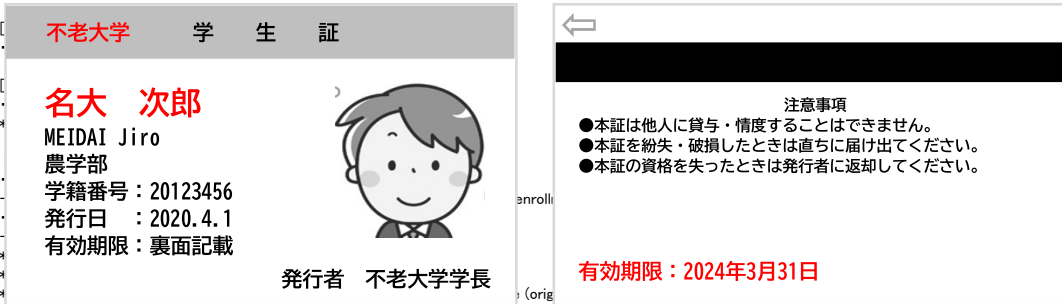 不老大学 学 生 証
名大 次郎
MEIDAI Jiro
農学部
学籍番号：20123456
発行日 ：2020.4.1
有効期限：裏面記載
発行者 不老大学学長
注意事項
●本証は他人に貸与・情度することはできません。
●本証を紛失・破損したときは直ちに届け出てください。
●本証の資格を失ったときは発行者に返却してください。
有効期限：2024年3月31日